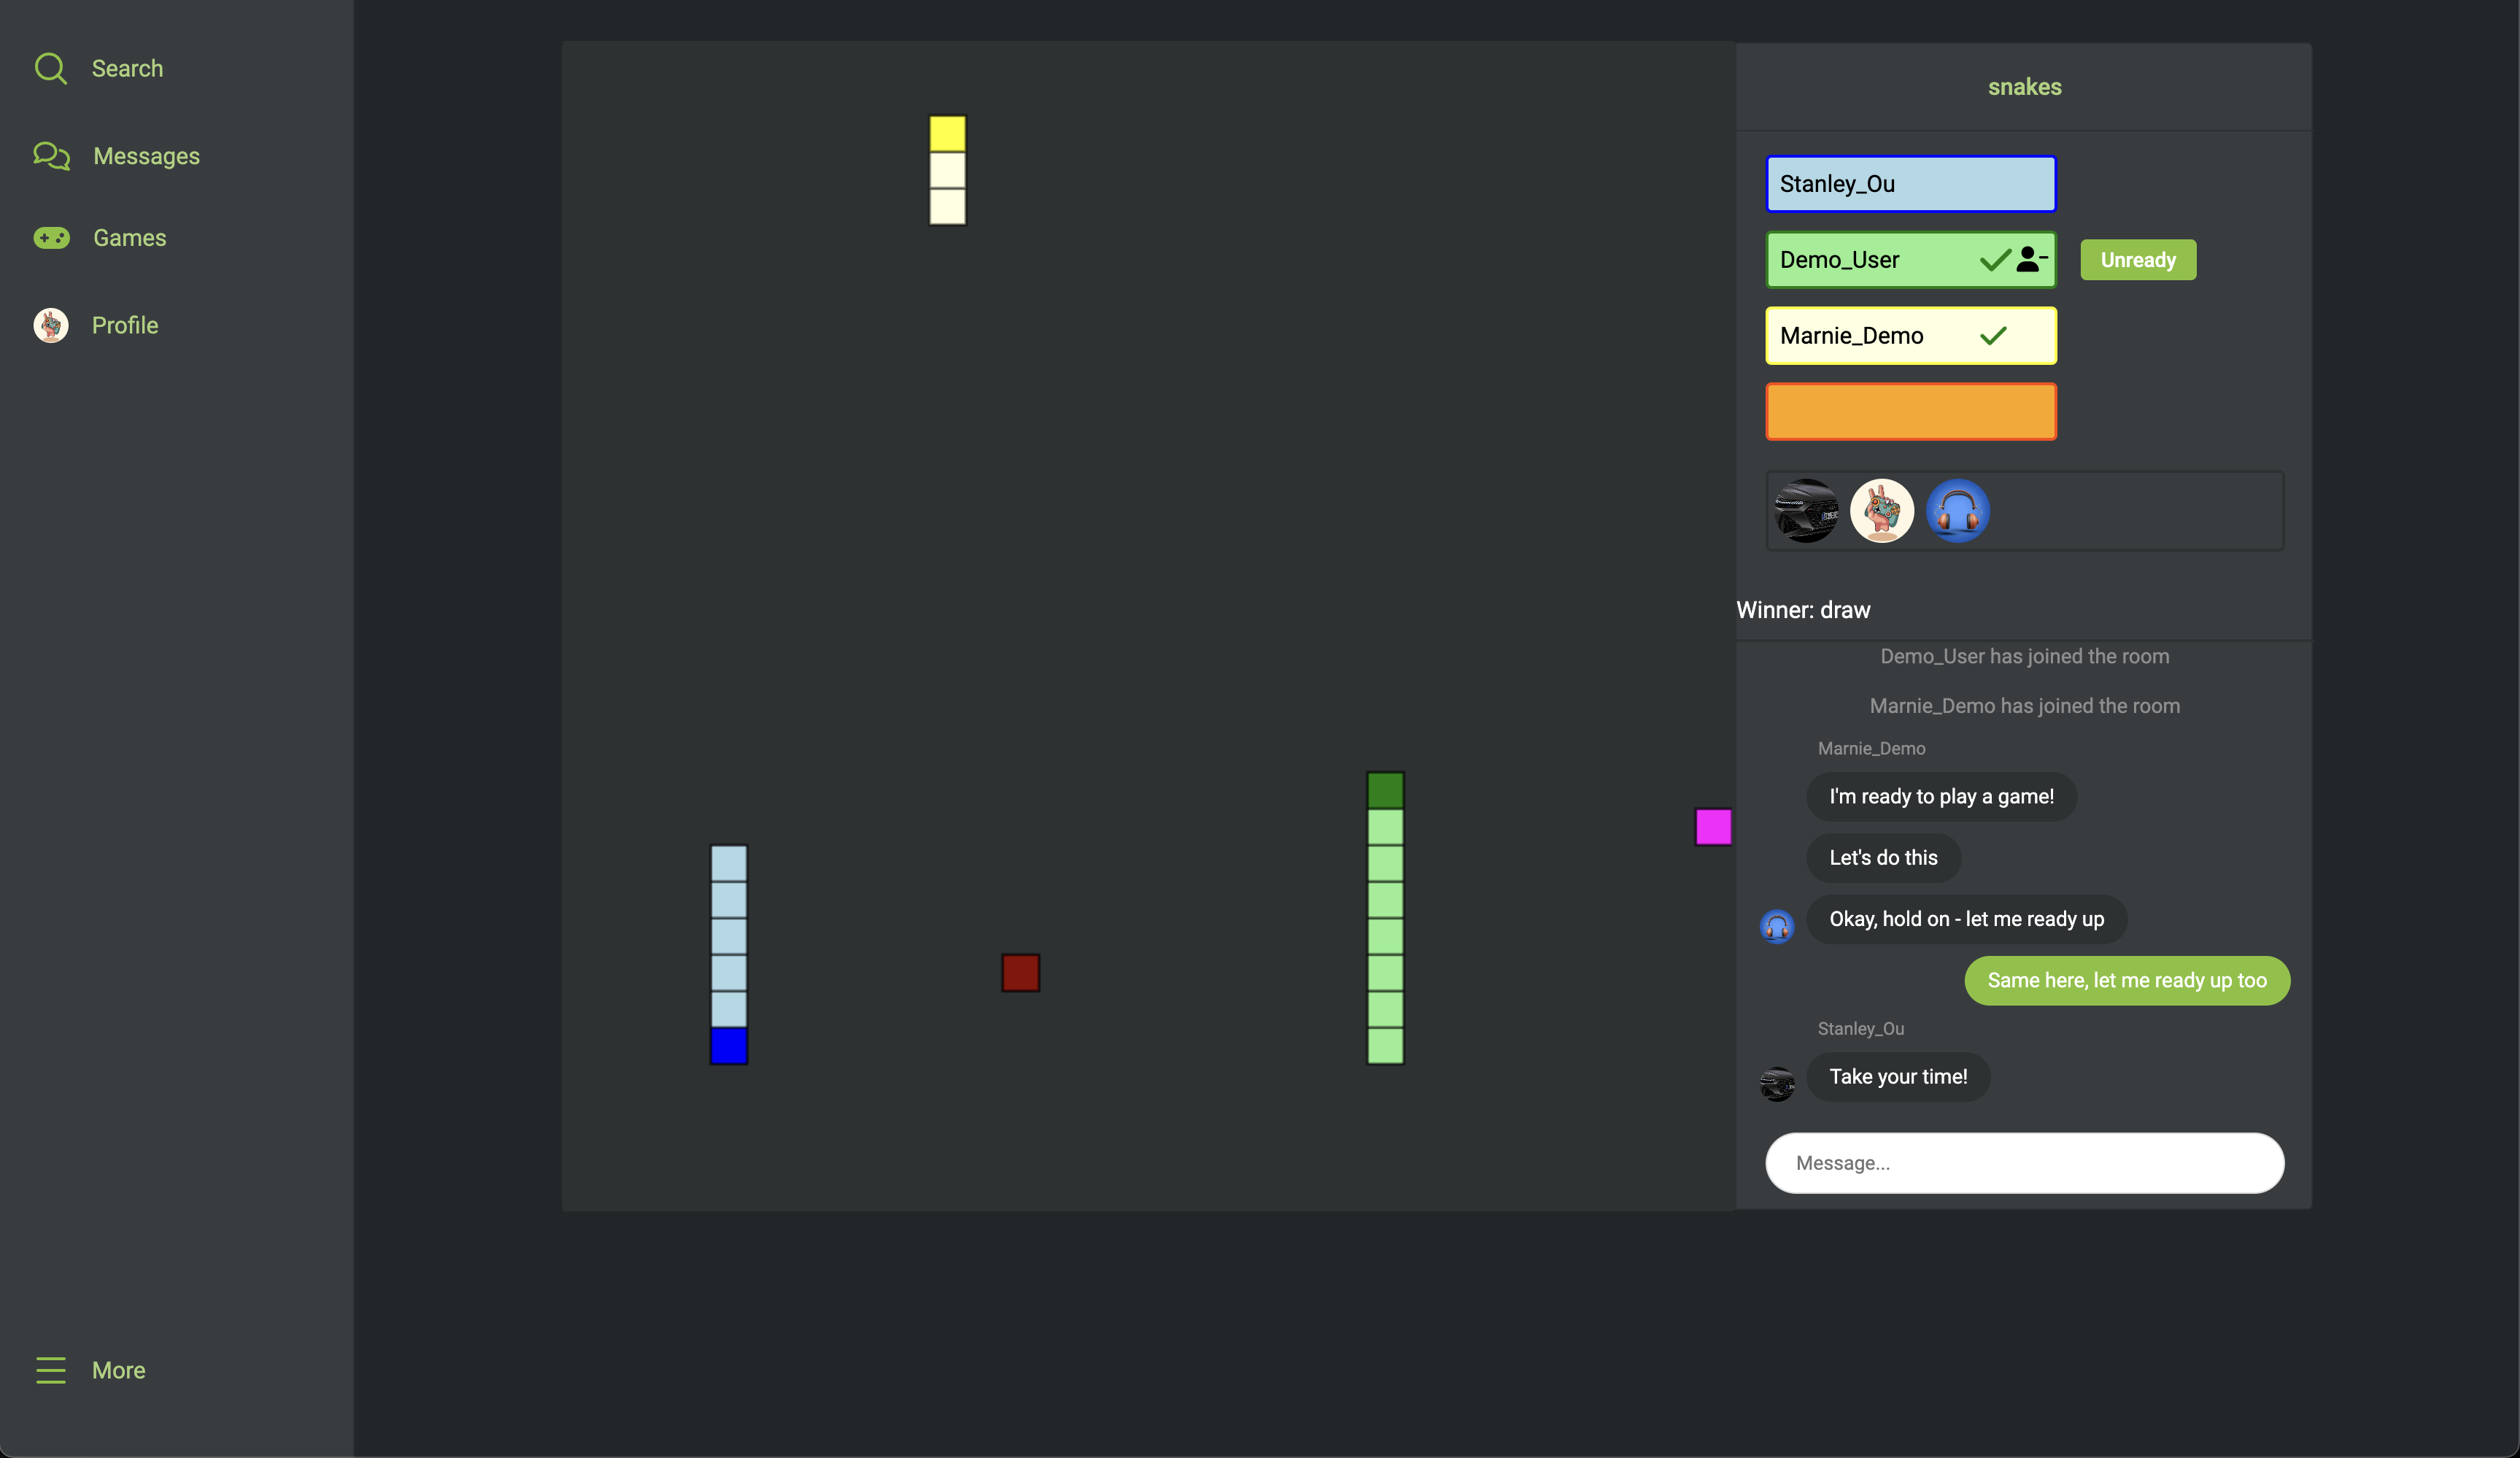 Search
Messages
Games
Profile
More
snakes
Stanley_Ou
Demo_User
Unready
Marnie_Demo
Winner: draw
Demo_User has joined the room
Marnie_Demo has joined the room
Marnie_Demo
I'm ready to play a game!
Let's do this
Okay, hold on - let me ready up
Same here, let me ready up too
Stanley_Ou
Take your time!
Message...